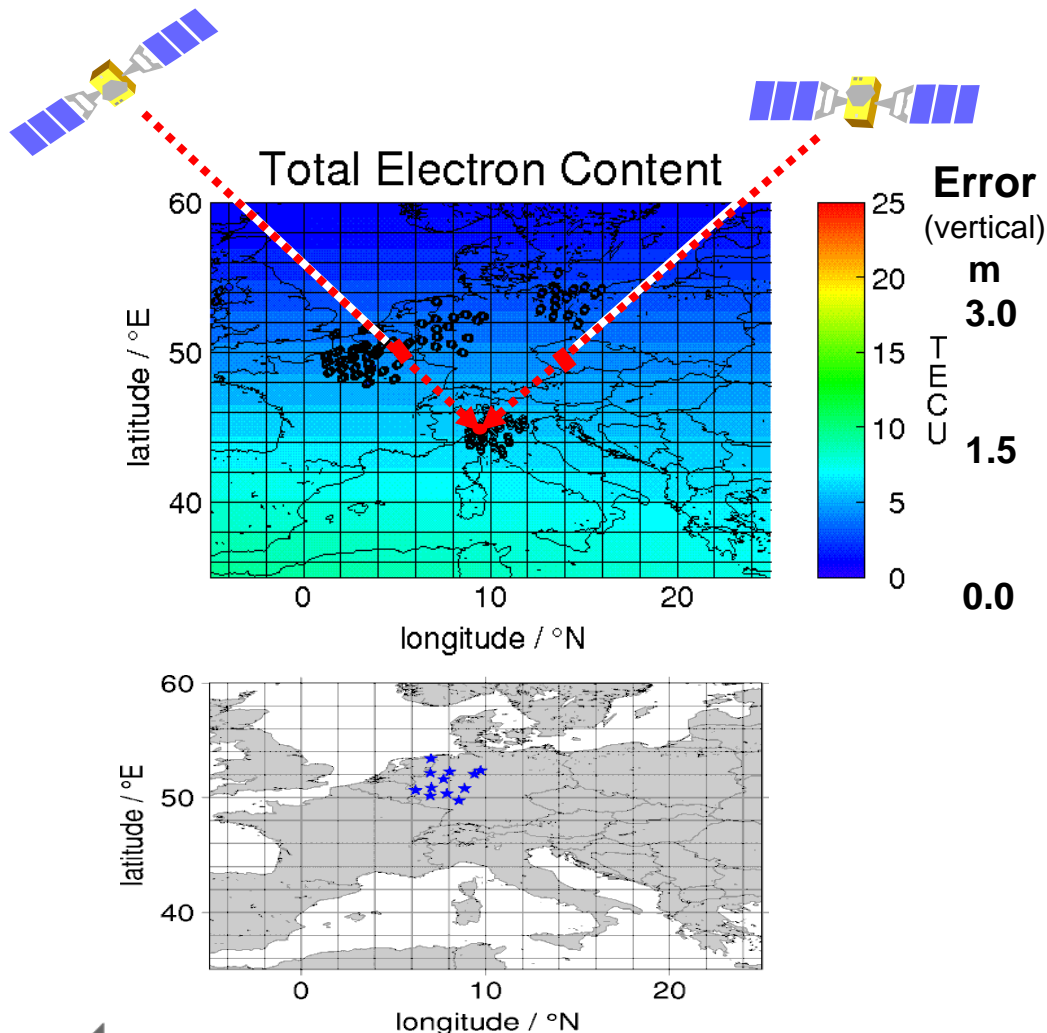 Total Electron Content
Error
(vertical)
m
60
50
40
latitude / °E
0
10
20
longitude / °N
25
20
15
10
5
0
TECU
3.0
1.5
0.0
60
50
40
latitude / °E
0
10
20
longitude / °N